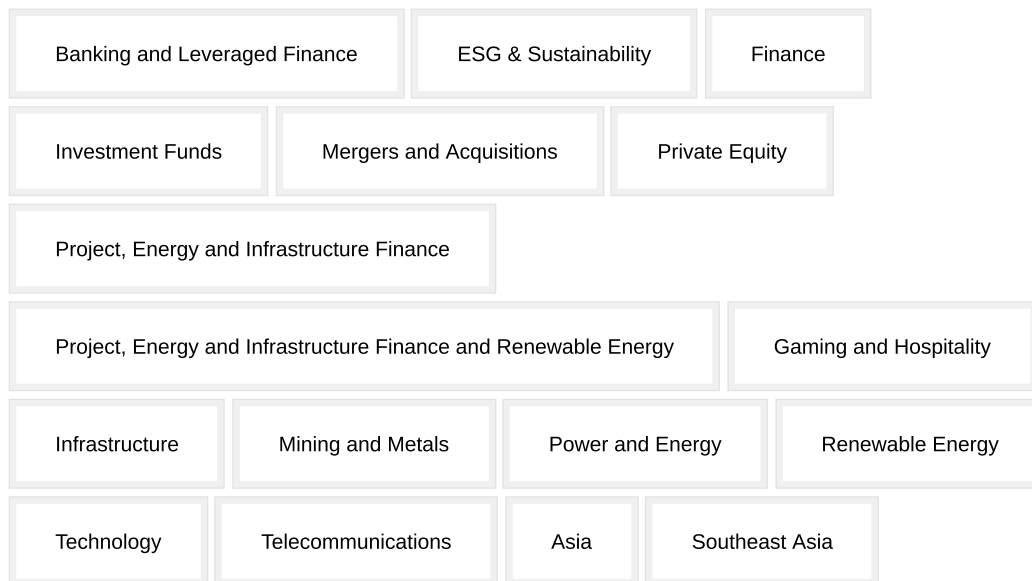 Banking and Leveraged Finance ESG & Sustainability Finance
Investment Funds Mergers and Acquisitions Private Equity
Project, Energy and Infrastructure Finance
Project, Energy and Infrastructure Finance and Renewable Energy Gaming and Hospitality
Infrastructure Mining and Metals Power and Energy Renewable Energy
Technology Telecommunications Asia Southeast Asia